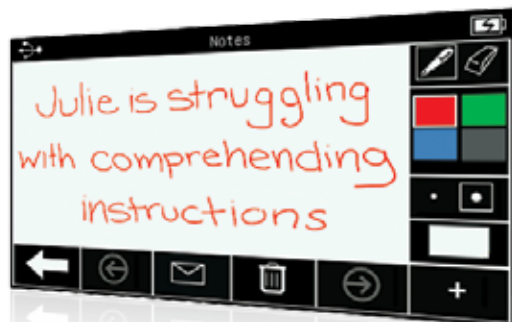 Notes
Julie is struggling
with comprehending
instructions